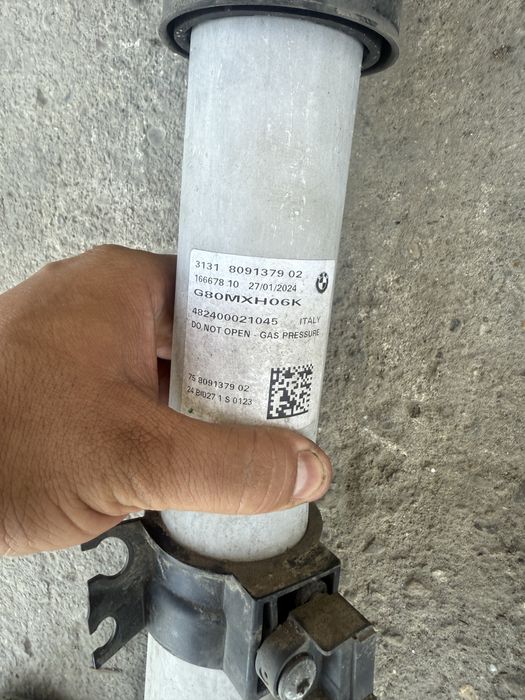 3131 8091379 02
166678.10 27/01/2024
G80MXH06K
482400021045 ITALY
DO NOT OPEN - GAS PRESSURE
75 8091379 02
24 BID27 1 S 0123